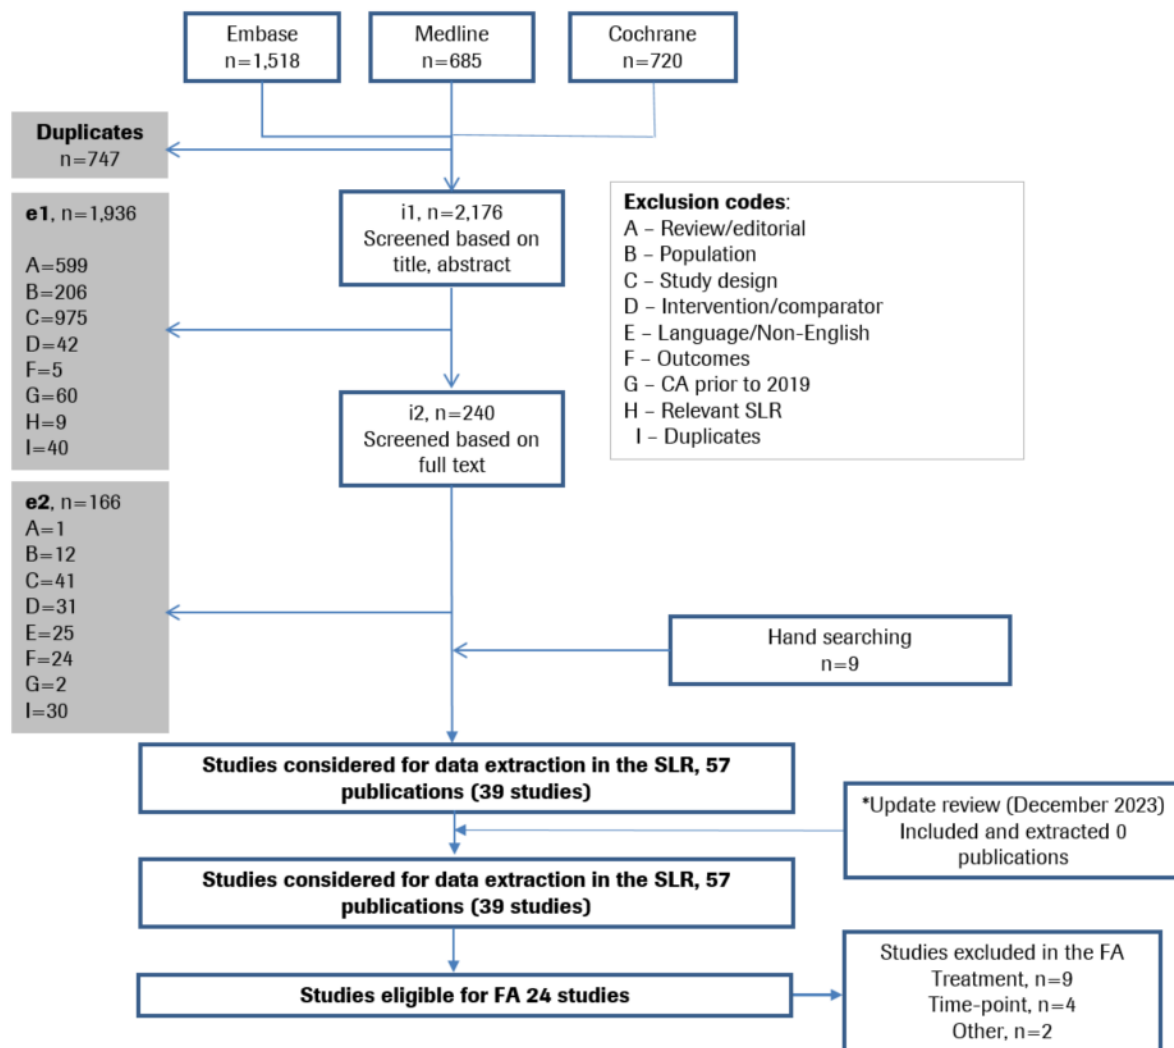 Embase
n=1,518
Medline
n=685
Cochrane
n=720
Duplicates
n=747
i1, n=2,176
Screened based on
title, abstract
e1, n=1,936
A=599
B=206
C=975
D=42
F=5
G=60
H=9
I=40
Exclusion codes:
A – Review/editorial
B – Population
C – Study design
D – Intervention/comparator
E – Language/Non-English
F – Outcomes
G – CA prior to 2019
H – Relevant SLR
I – Duplicates
i2, n=240
Screened based on
full text
e2, n=166
A=1
B=12
C=41
D=31
E=25
F=24
G=2
I=30
Hand searching
n=9
Studies considered for data extraction in the SLR, 57
publications (39 studies)
*Update review (December 2023)
Included and extracted 0
publications
Studies considered for data extraction in the SLR, 57
publications (39 studies)
Studies eligible for FA 24 studies
Studies excluded in the FA
Treatment, n=9
Time-point, n=4
Other, n=2